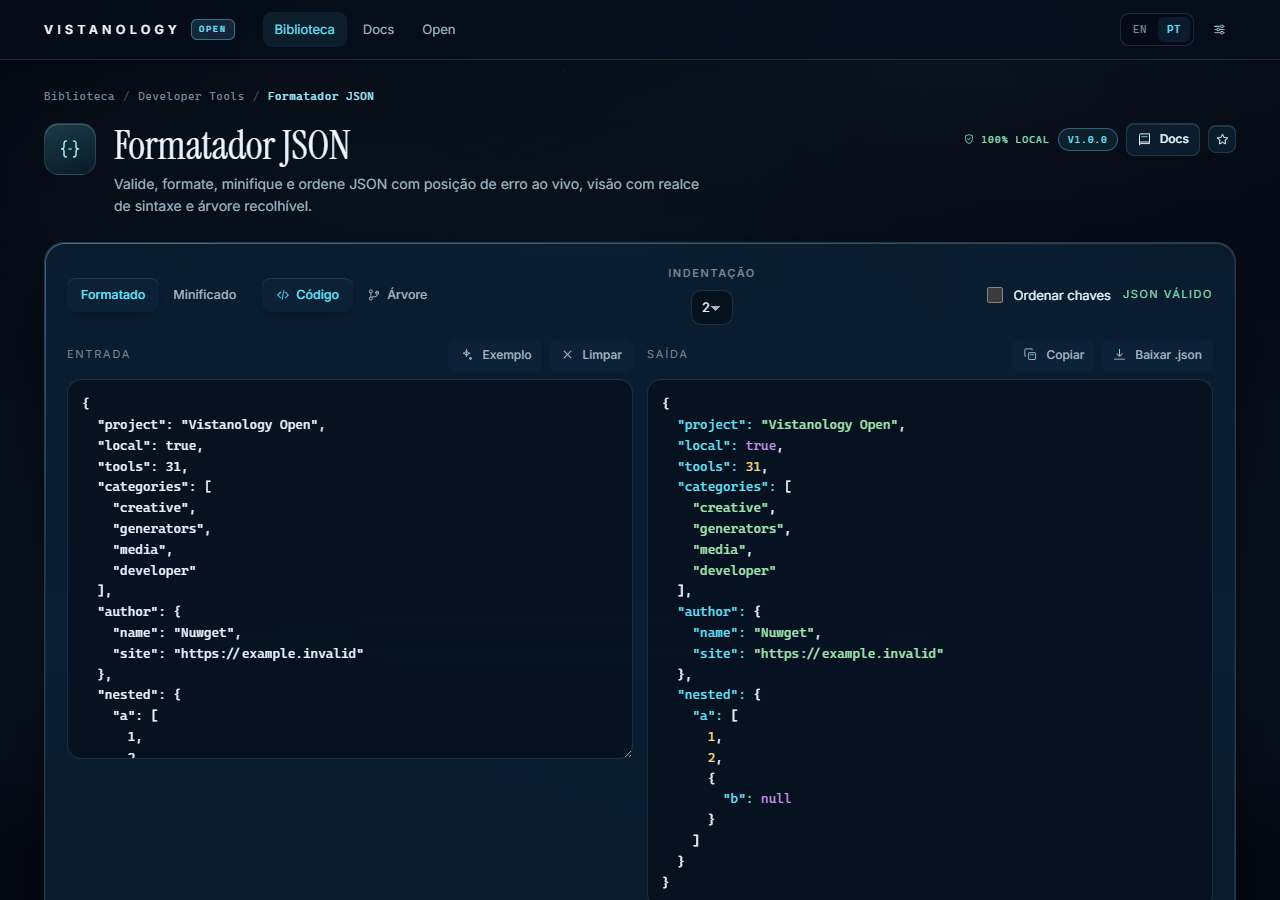 VISTANOLOGY OPEN Biblioteca Docs Open EN PT
Biblioteca / Developer Tools / Formatador JSON
Formatador JSON
100% LOCAL V1.0.0 Docs
Valide, formate, minifique e ordene JSON com posição de erro ao vivo, visão com realce
de sintaxe e árvore recolhível.
INDENTAÇÃO
Formatado Minificado Código Árvore
2
Ordenar chaves JSON VÁLIDO
ENTRADA Exemplo Limpar
{
"project": "Vistanology Open",
"local": true,
"tools": 31,
"categories": [
"creative",
"generators",
"media",
"developer"
],
"author": {
"name": "Nuwget",
"site": "https://example.invalid"
},
"nested": {
"a": [
1,
2
SAÍDA Copiar Baixar .json
{
"project": "Vistanology Open",
"local": true,
"tools": 31,
"categories": [
"creative",
"generators",
"media",
"developer"
],
"author": {
"name": "Nuwget",
"site": "https://example.invalid"
},
"nested": {
"a": [
1,
2,
{
"b": null
}
]
}
}